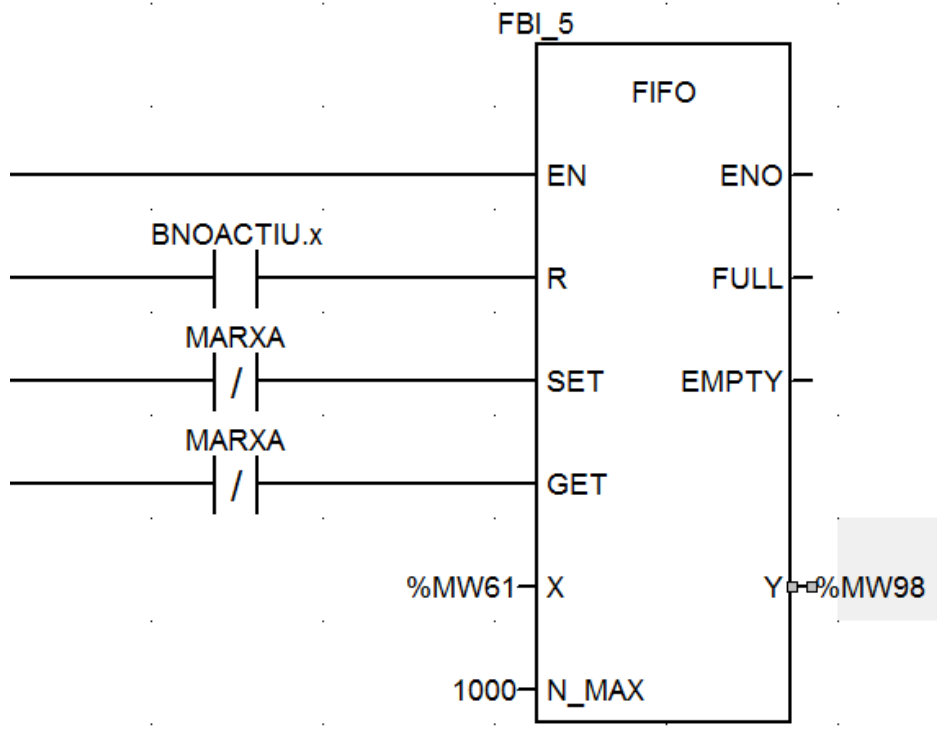 FBI_5
FIFO
EN ENO
BNOACTIU.x
R FULL
MARXA
/ SET EMPTY
MARXA
/ GET
%MW61 X Y %MW98
1000 N_MAX